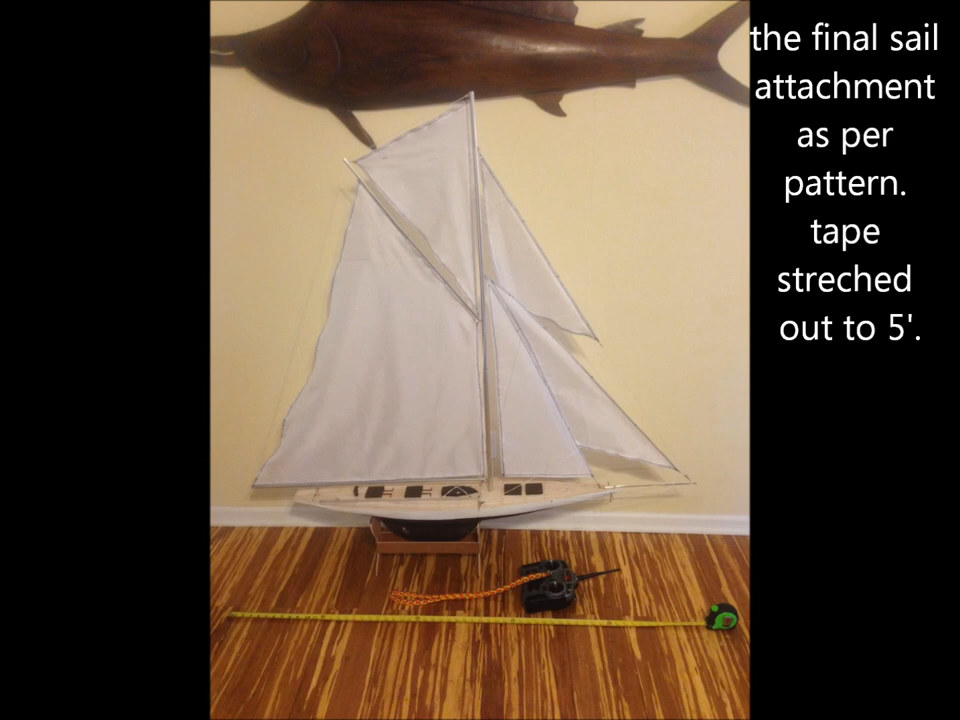 the final sail
attachment
as per
pattern.
tape
streched
out to 5'.